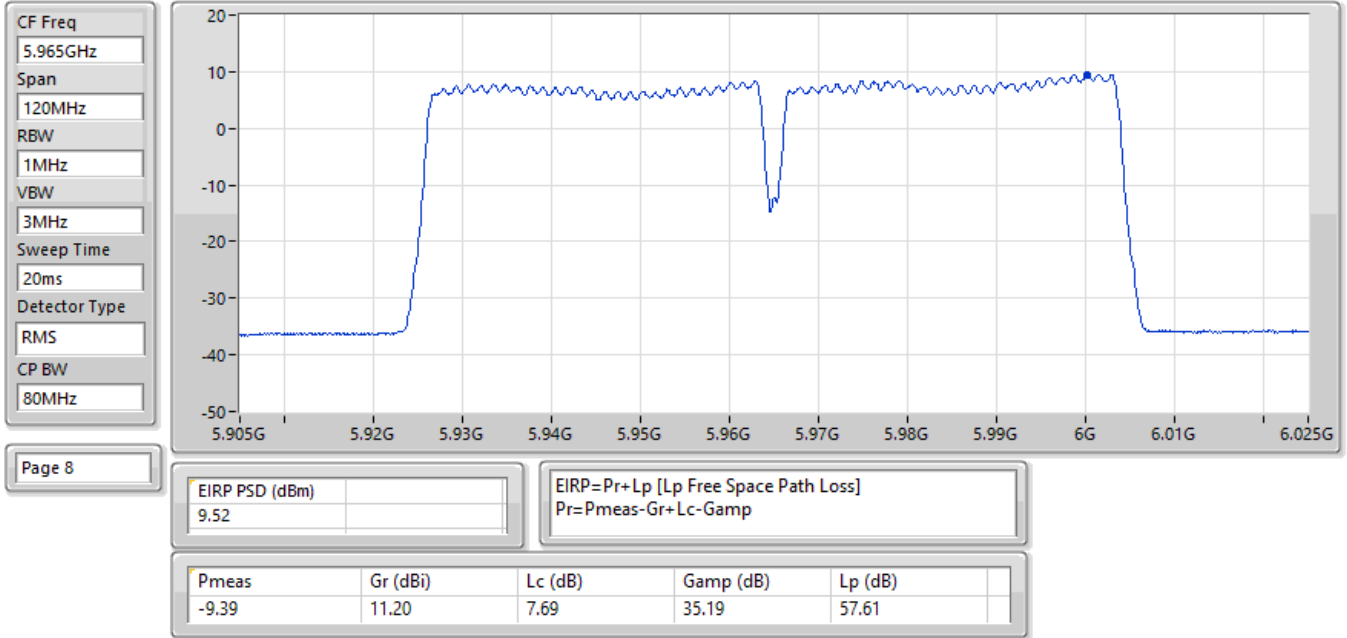 CF Freq
5.965GHz
Span
120MHz
RBW
1MHz
VBW
3MHz
Sweep Time
20ms
Detector Type
RMS
CP BW
80MHz
Page 8
20
10
0
-10
-20
-30
-40
-50
5.905G 5.92G 5.93G 5.94G 5.95G 5.96G 5.97G 5.98G 5.99G 6G 6.01G 6.025G
EIRP PSD (dBm)
9.52
EIRP=Pr+Lp [Lp Free Space Path Loss]
Pr=Pmeas-Gr+Lc-Gamp
Pmeas Gr (dBi) Lc (dB) Gamp (dB) Lp (dB)
-9.39 11.20 7.69 35.19 57.61